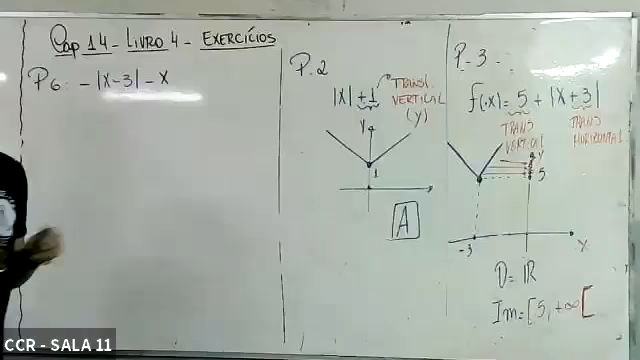 Cap 14 - LIVRO 4 - EXERCÍCIOS
P6: - |x-3| - x
P. 2
|x| + 1
TRANSL
VERTICAL
(y)
y
1
A
P - 3 -
f(x) = 5 + |x+3|
TRANS
VERTICAL
TRANS
HORIZONTAL
y
5
-3
D = IR
Im = [5, +∞[
CCR - SALA 11